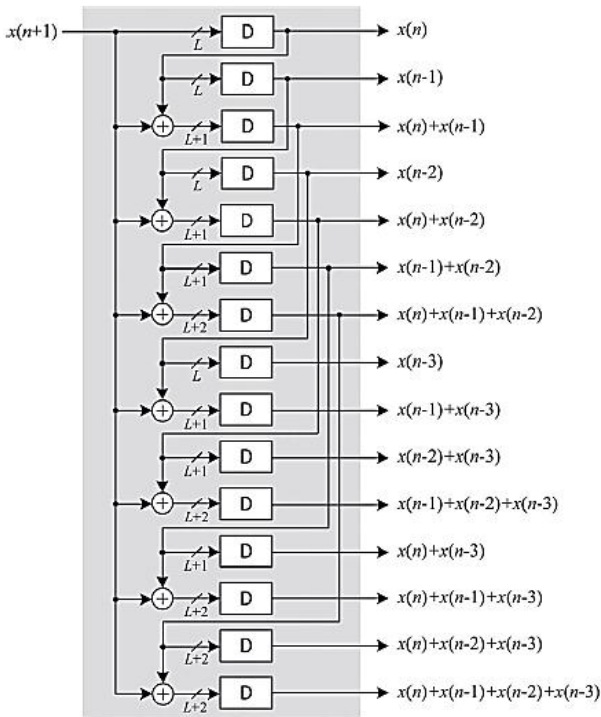 x(n+1) L D x(n)
L D x(n-1)
+ L+1 D x(n)+x(n-1)
L D x(n-2)
+ L+1 D x(n)+x(n-2)
L+1 D x(n-1)+x(n-2)
+ L+2 D x(n)+x(n-1)+x(n-2)
L D x(n-3)
+ L+1 D x(n-1)+x(n-3)
L+1 D x(n-2)+x(n-3)
+ L+2 D x(n-1)+x(n-2)+x(n-3)
L+1 D x(n)+x(n-3)
+ L+2 D x(n)+x(n-1)+x(n-3)
L+2 D x(n)+x(n-2)+x(n-3)
+ L+2 D x(n)+x(n-1)+x(n-2)+x(n-3)